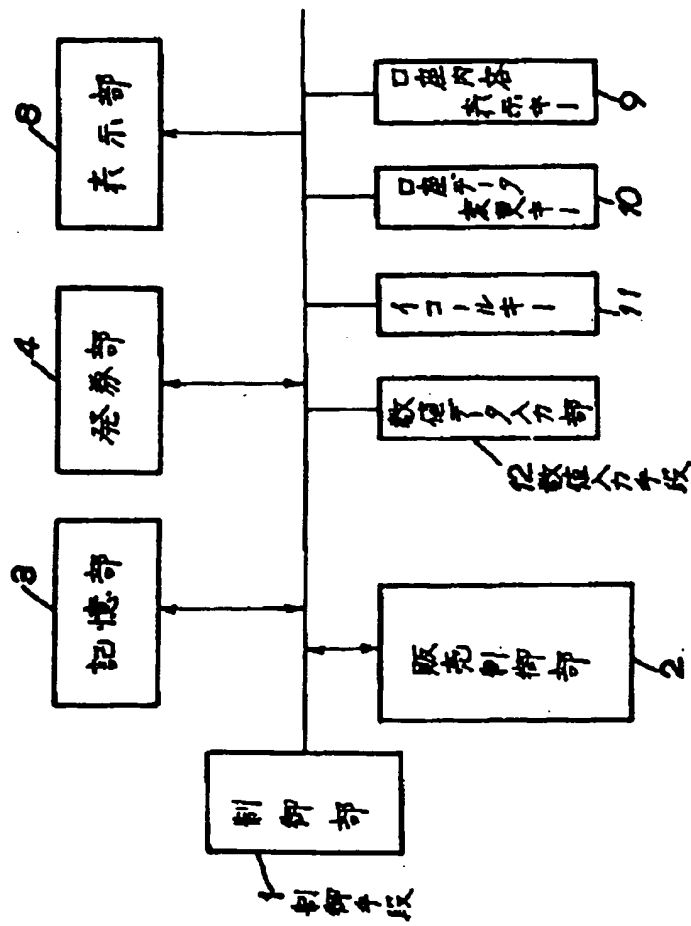 8
表示部
4
発券部
3
記憶部
口座内容
表示キー
9
口座データ
変更キー
10
イコールキー
11
数値データ入力部
12 数値入力手段
販売制御部
2
制御部
1
制御手段